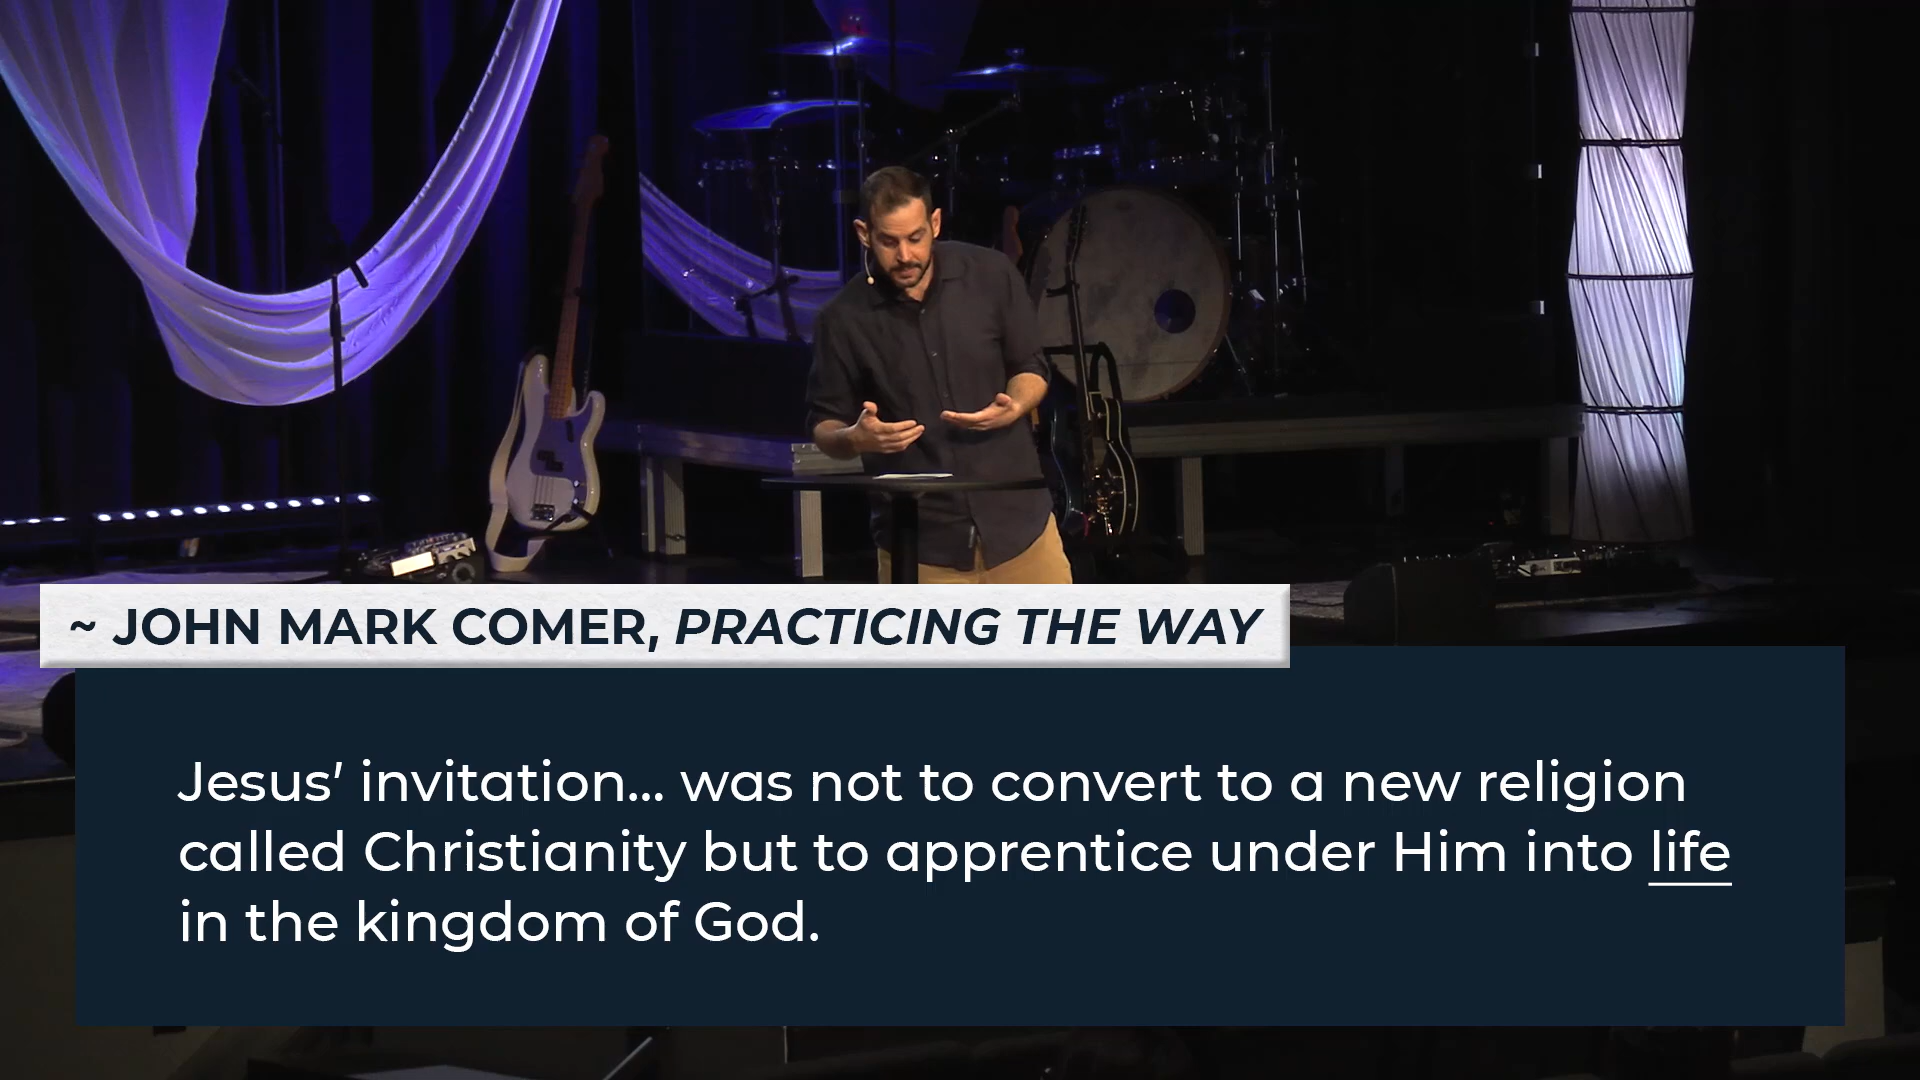 ~ JOHN MARK COMER, PRACTICING THE WAY
Jesus’ invitation... was not to convert to a new religion
called Christianity but to apprentice under Him into life
in the kingdom of God.